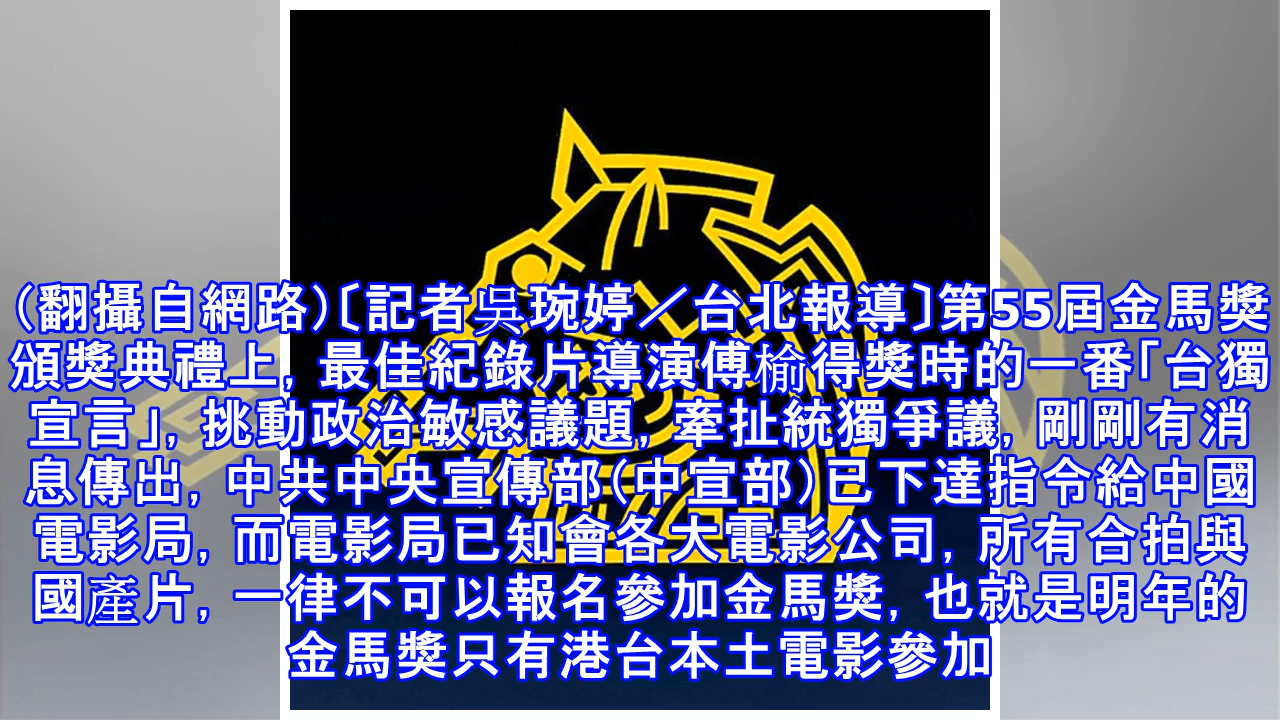 (翻攝自網路)〔記者吳琬婷／台北報導〕第55屆金馬獎
頒獎典禮上, 最佳紀錄片導演傅榆得獎時的一番「台獨
宣言」, 挑動政治敏感議題, 牽扯統獨爭議, 剛剛有消
息傳出, 中共中央宣傳部(中宣部)已下達指令給中國
電影局, 而電影局已知會各大電影公司, 所有合拍與
國產片, 一律不可以報名參加金馬獎, 也就是明年的
金馬獎只有港台本土電影參加